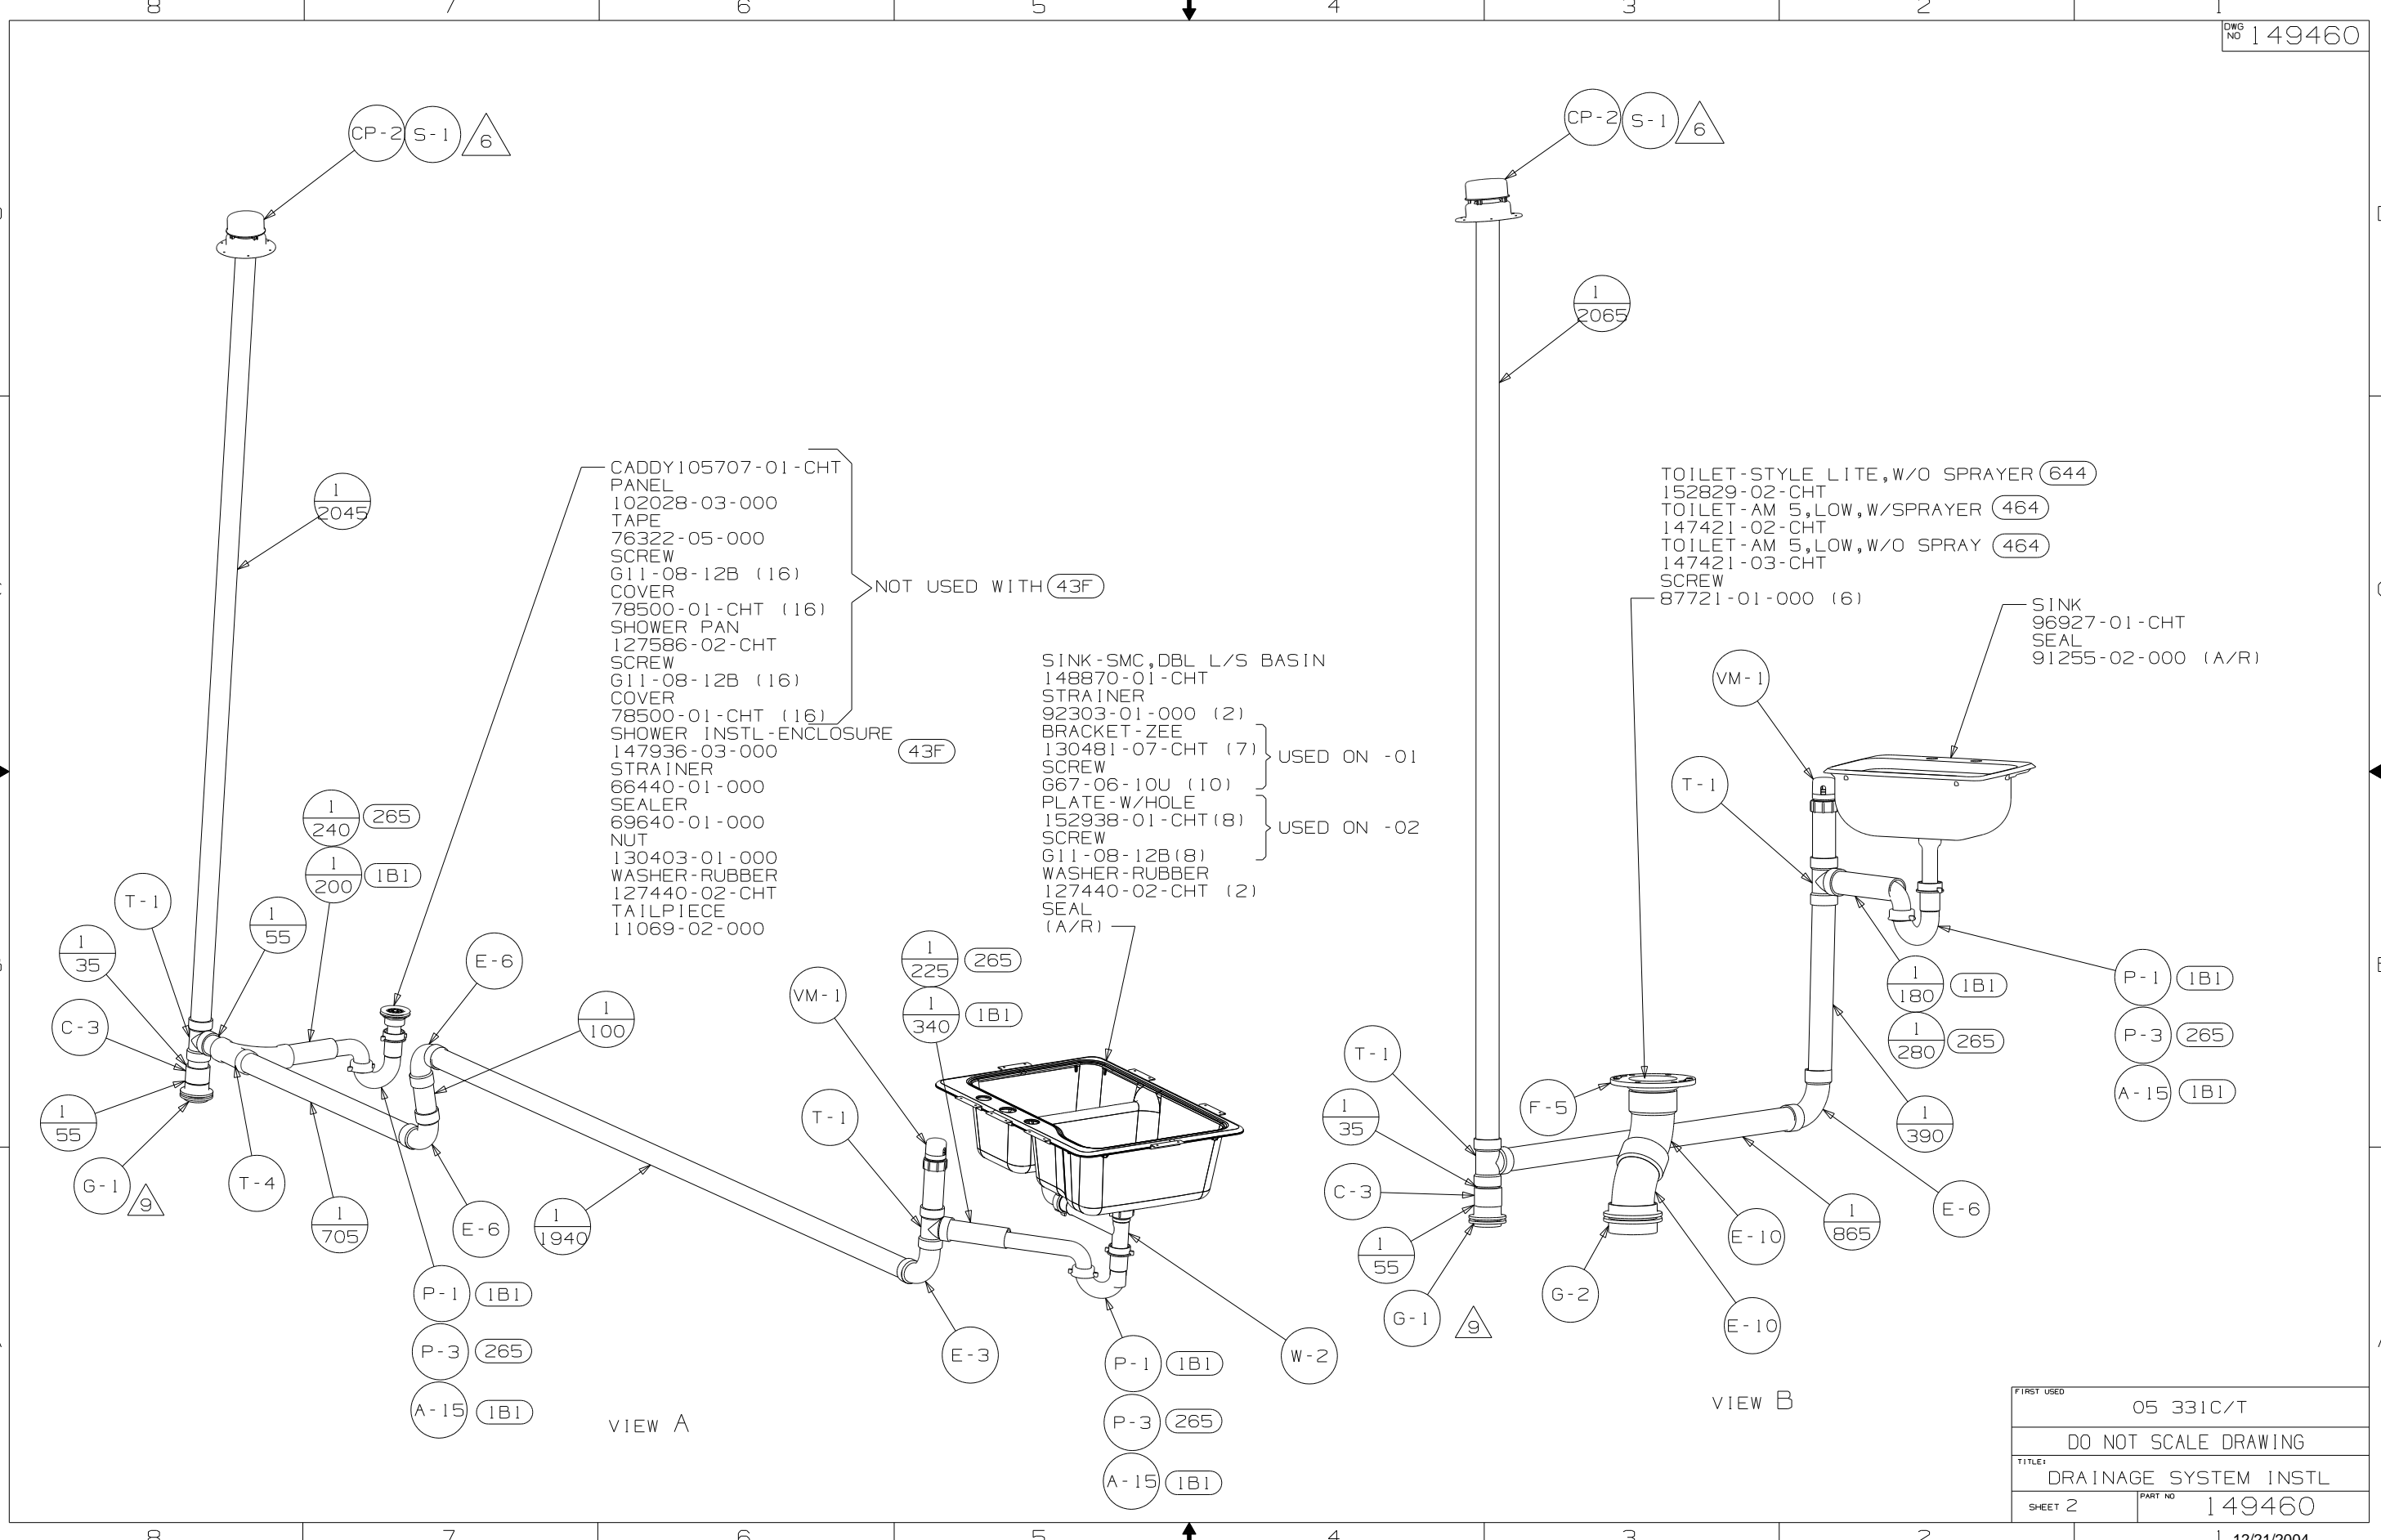 8 7 6 5 4 3 2 1
DWG NO 149460
CP-2 S-1 6
CP-2 S-1 6
D
1
2065
1
2045
CADDY105707-01-CHT
PANEL
102028-03-000
TAPE
76322-05-000
SCREW
G11-08-12B (16)
COVER
78500-01-CHT (16)
SHOWER PAN
127586-02-CHT
SCREW
G11-08-12B (16)
COVER
78500-01-CHT (16)
NOT USED WITH 43F
SHOWER INSTL-ENCLOSURE
147936-03-000 43F
STRAINER
66440-01-000
SEALER
69640-01-000
NUT
130403-01-000
WASHER-RUBBER
127440-02-CHT
TAILPIECE
11069-02-000
SINK-SMC,DBL L/S BASIN
148870-01-CHT
STRAINER
92303-01-000 (2)
BRACKET-ZEE
130481-07-CHT (7)
SCREW
G67-06-10U (10)
USED ON -01
PLATE-W/HOLE
152938-01-CHT(8)
SCREW
G11-08-12B(8)
USED ON -02
WASHER-RUBBER
127440-02-CHT (2)
SEAL
(A/R)
TOILET-STYLE LITE,W/O SPRAYER 644
152829-02-CHT
TOILET-AM 5,LOW,W/SPRAYER 464
147421-02-CHT
TOILET-AM 5,LOW,W/O SPRAY 464
147421-03-CHT
SCREW
87721-01-000 (6)
SINK
96927-01-CHT
SEAL
91255-02-000 (A/R)
1
240 265
1
200 1B1
T-1
1
55
1
35
C-3
1
55
G-1 9
T-4
1
705
E-6
1
100
E-6
1
1940
P-1 1B1
P-3 265
A-15 1B1
VIEW A
1
225 265
1
340 1B1
VM-1
T-1
E-3
P-1 1B1
P-3 265
A-15 1B1
W-2
VM-1
T-1
1
180 1B1
1
280 265
P-1 1B1
P-3 265
A-15 1B1
1
390
T-1
1
35
C-3
1
55
G-1 9
F-5
G-2
E-10
E-10
1
865
E-6
VIEW B
FIRST USED
05 331C/T
DO NOT SCALE DRAWING
TITLE:
DRAINAGE SYSTEM INSTL
SHEET 2
PART NO 149460
8 7 6 5 4 3 2 1
12/21/2004